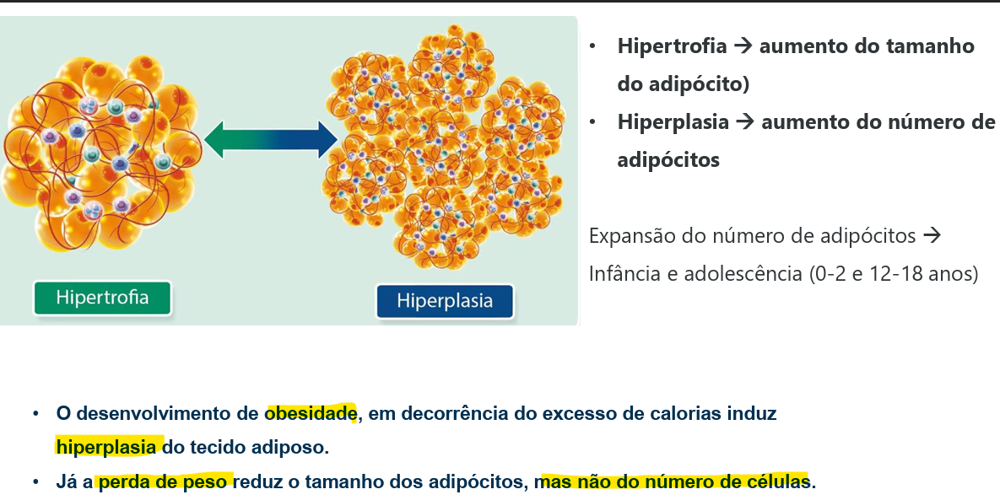 Hipertrofia
Hiperplasia
• Hipertrofia → aumento do tamanho
do adipócito)
• Hiperplasia → aumento do número de
adipócitos
Expansão do número de adipócitos →
Infância e adolescência (0-2 e 12-18 anos)
• O desenvolvimento de obesidade, em decorrência do excesso de calorias induz
hiperplasia do tecido adiposo.
• Já a perda de peso reduz o tamanho dos adipócitos, mas não do número de células.